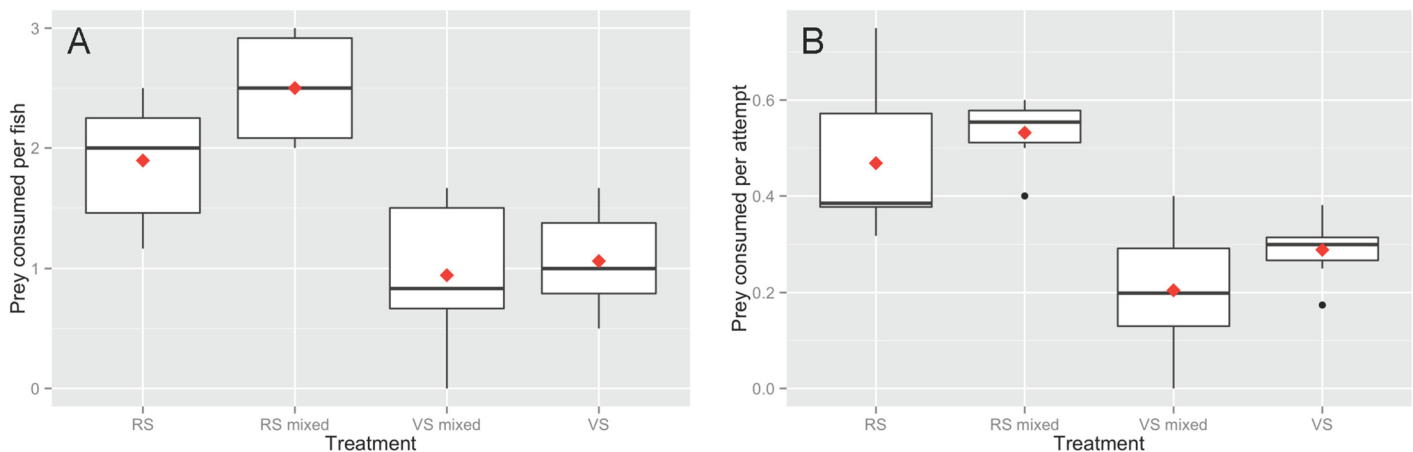 A
Prey consumed per fish
3
2
1
0
RS
RS mixed
VS mixed
VS
Treatment
B
Prey consumed per attempt
0.6
0.4
0.2
0.0
RS
RS mixed
VS mixed
VS
Treatment